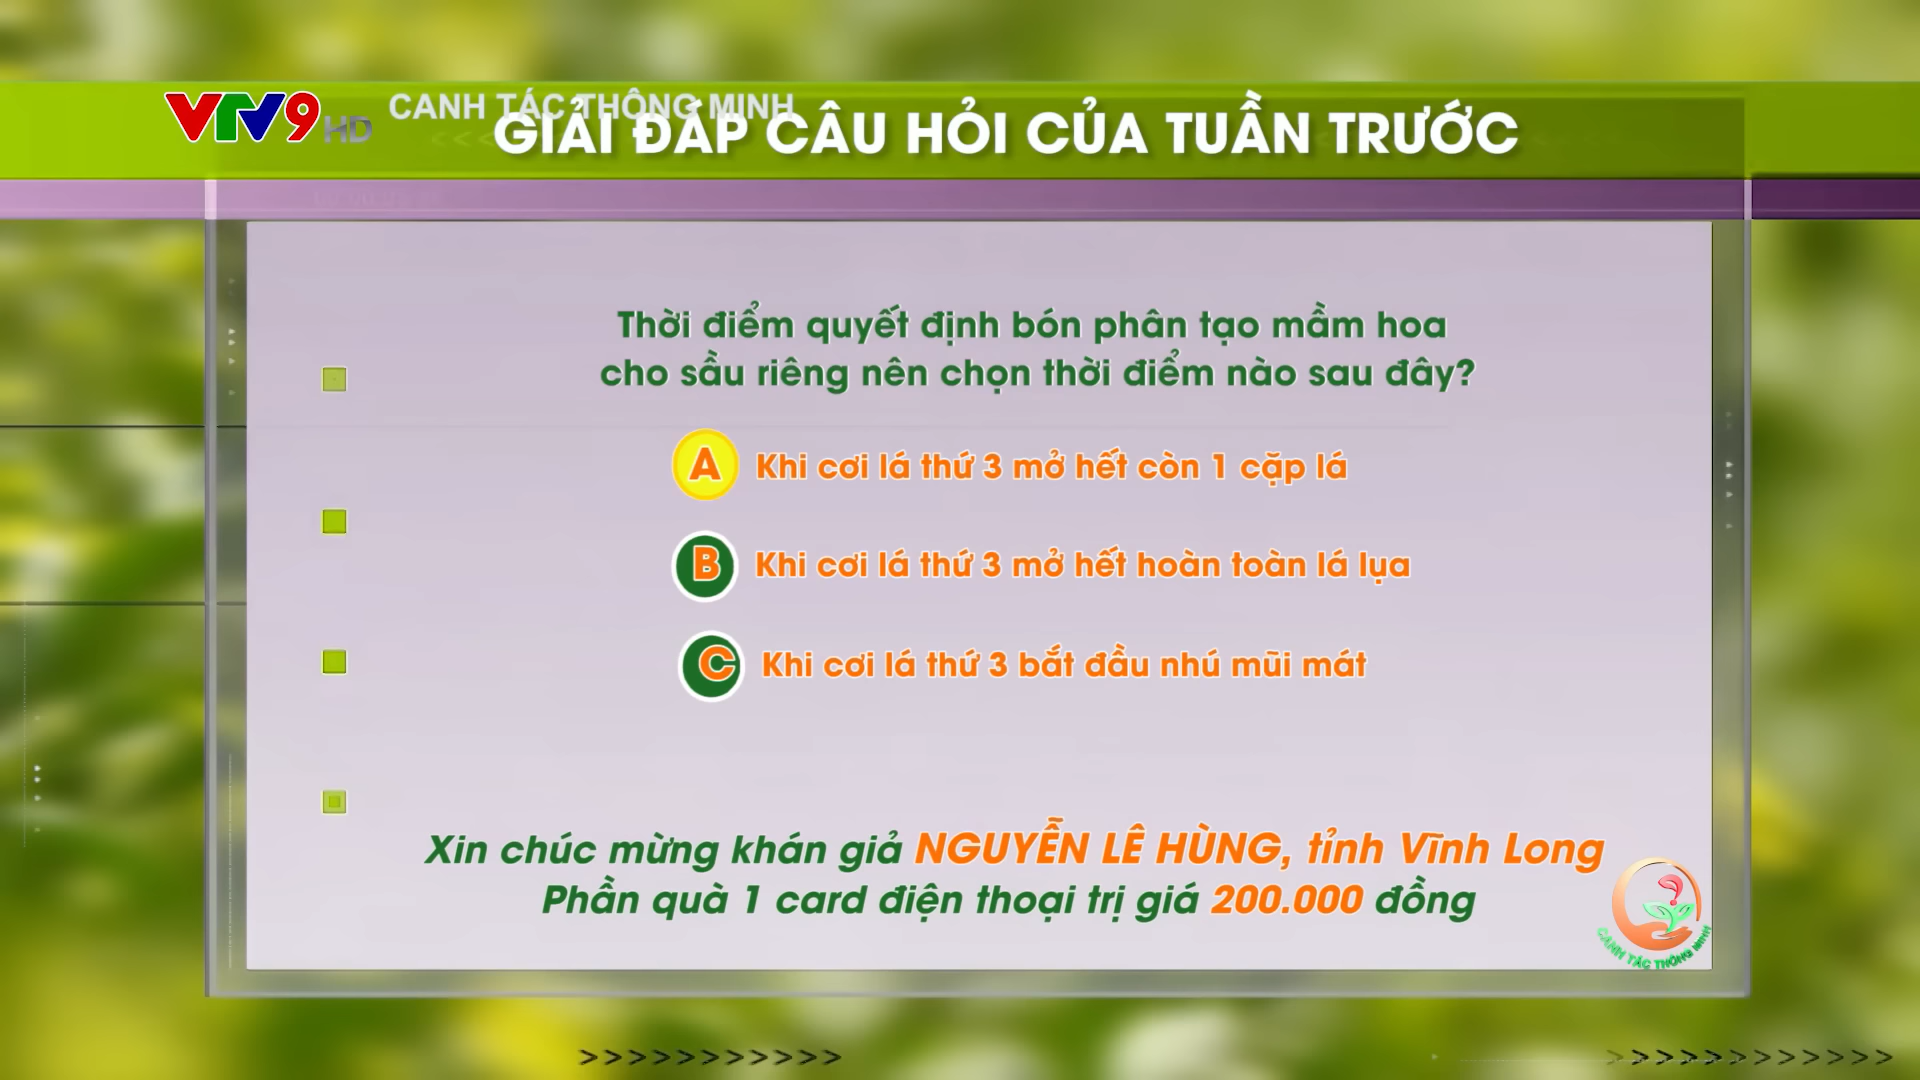 VTV9 HD
CANH TÁC THÔNG MINH
GIẢI ĐÁP CÂU HỎI CỦA TUẦN TRƯỚC
Thời điểm quyết định bón phân tạo mầm hoa
cho sầu riêng nên chọn thời điểm nào sau đây?
A Khi cơi lá thứ 3 mở hết còn 1 cặp lá
B Khi cơi lá thứ 3 mở hết hoàn toàn lá lụa
C Khi cơi lá thứ 3 bắt đầu nhú mũi mát
Xin chúc mừng khán giả NGUYỄN LÊ HÙNG, tỉnh Vĩnh Long
Phần quà 1 card điện thoại trị giá 200.000 đồng
CANH TÁC THÔNG MINH